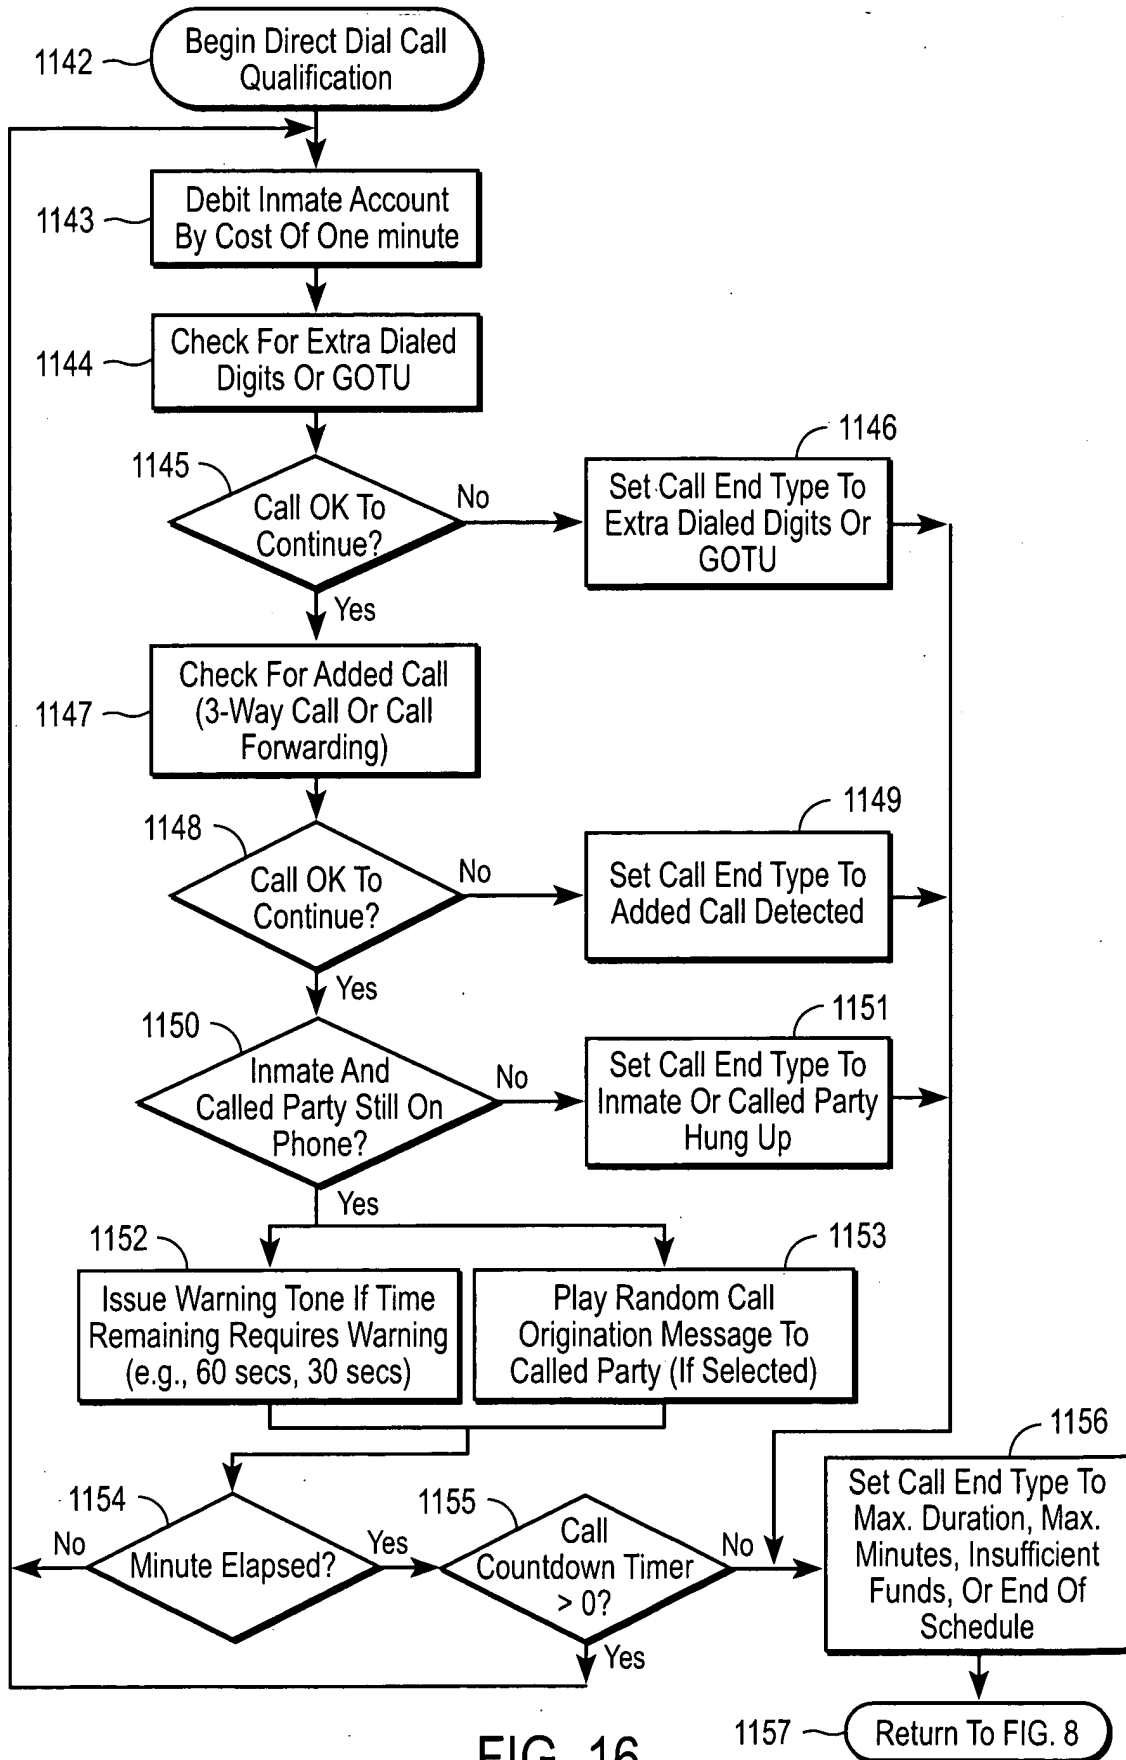 1142
Begin Direct Dial Call
Qualification
1143
Debit Inmate Account
By Cost Of One minute
1144
Check For Extra Dialed
Digits Or GOTU
1145
Call OK To
Continue?
No
Yes
1146
Set Call End Type To
Extra Dialed Digits Or
GOTU
1147
Check For Added Call
(3-Way Call Or Call
Forwarding)
1148
Call OK To
Continue?
No
Yes
1149
Set Call End Type To
Added Call Detected
1150
Inmate And
Called Party Still On
Phone?
No
Yes
1151
Set Call End Type To
Inmate Or Called Party
Hung Up
1152
Issue Warning Tone If Time
Remaining Requires Warning
(e.g., 60 secs, 30 secs)
1153
Play Random Call
Origination Message To
Called Party (If Selected)
1154
No
Minute Elapsed?
Yes
1155
Call
Countdown Timer
> 0?
No
Yes
1156
Set Call End Type To
Max. Duration, Max.
Minutes, Insufficient
Funds, Or End Of
Schedule
1157
Return To FIG. 8
FIG. 16